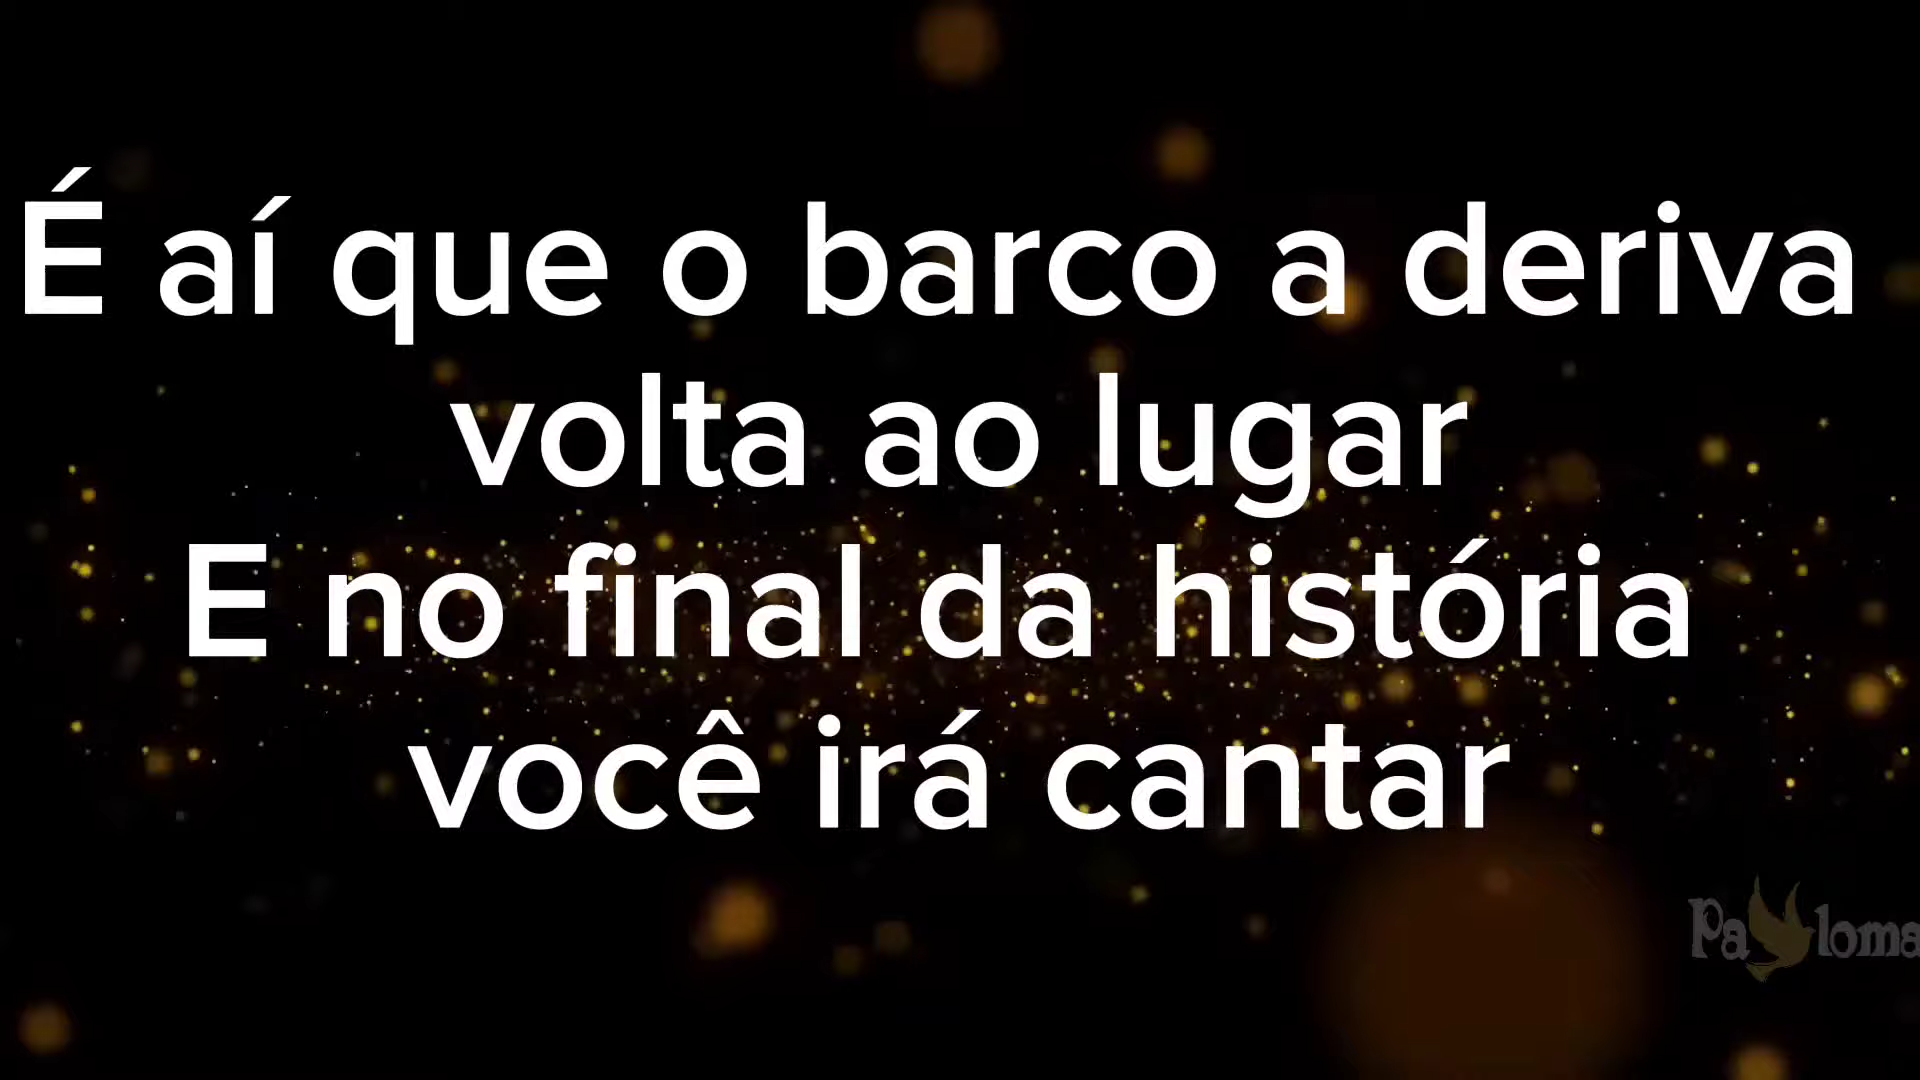 É aí que o barco a deriva
volta ao lugar
E no final da história
você irá cantar
Paloma